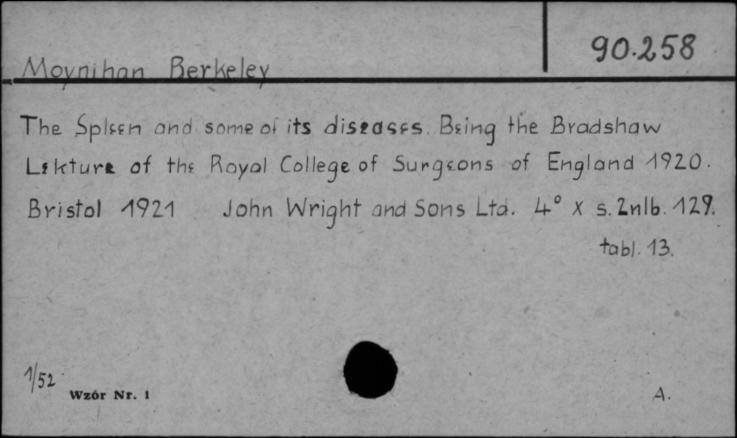 90.258
Moynihan Berkeley
The Spleen and some of its diseases. Being the Bradshaw
Lekture of the Royal College of Surgeons of England 1920.
Bristol 1921 John Wright and Sons Ltd. 4° X s. 2nlb. 129.
tabl. 13.
1/52
Wzór Nr. 1
A.